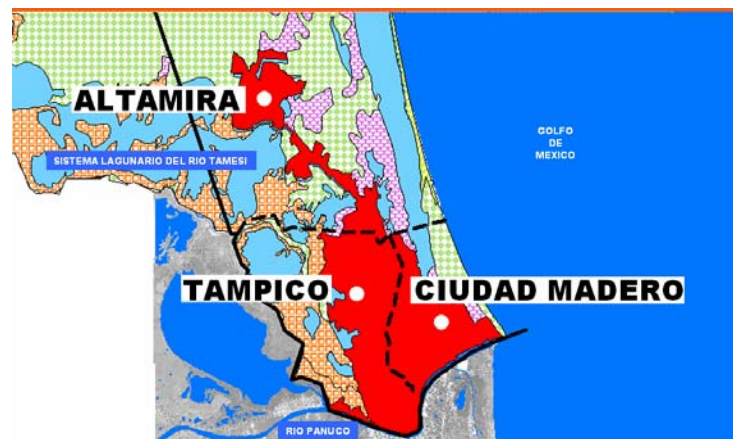 ALTAMIRA
GOLFO
DE
MEXICO
SISTEMA LAGUNARIO DEL RIO TAMESI
TAMPICO
CIUDAD MADERO
RIO PANUCO